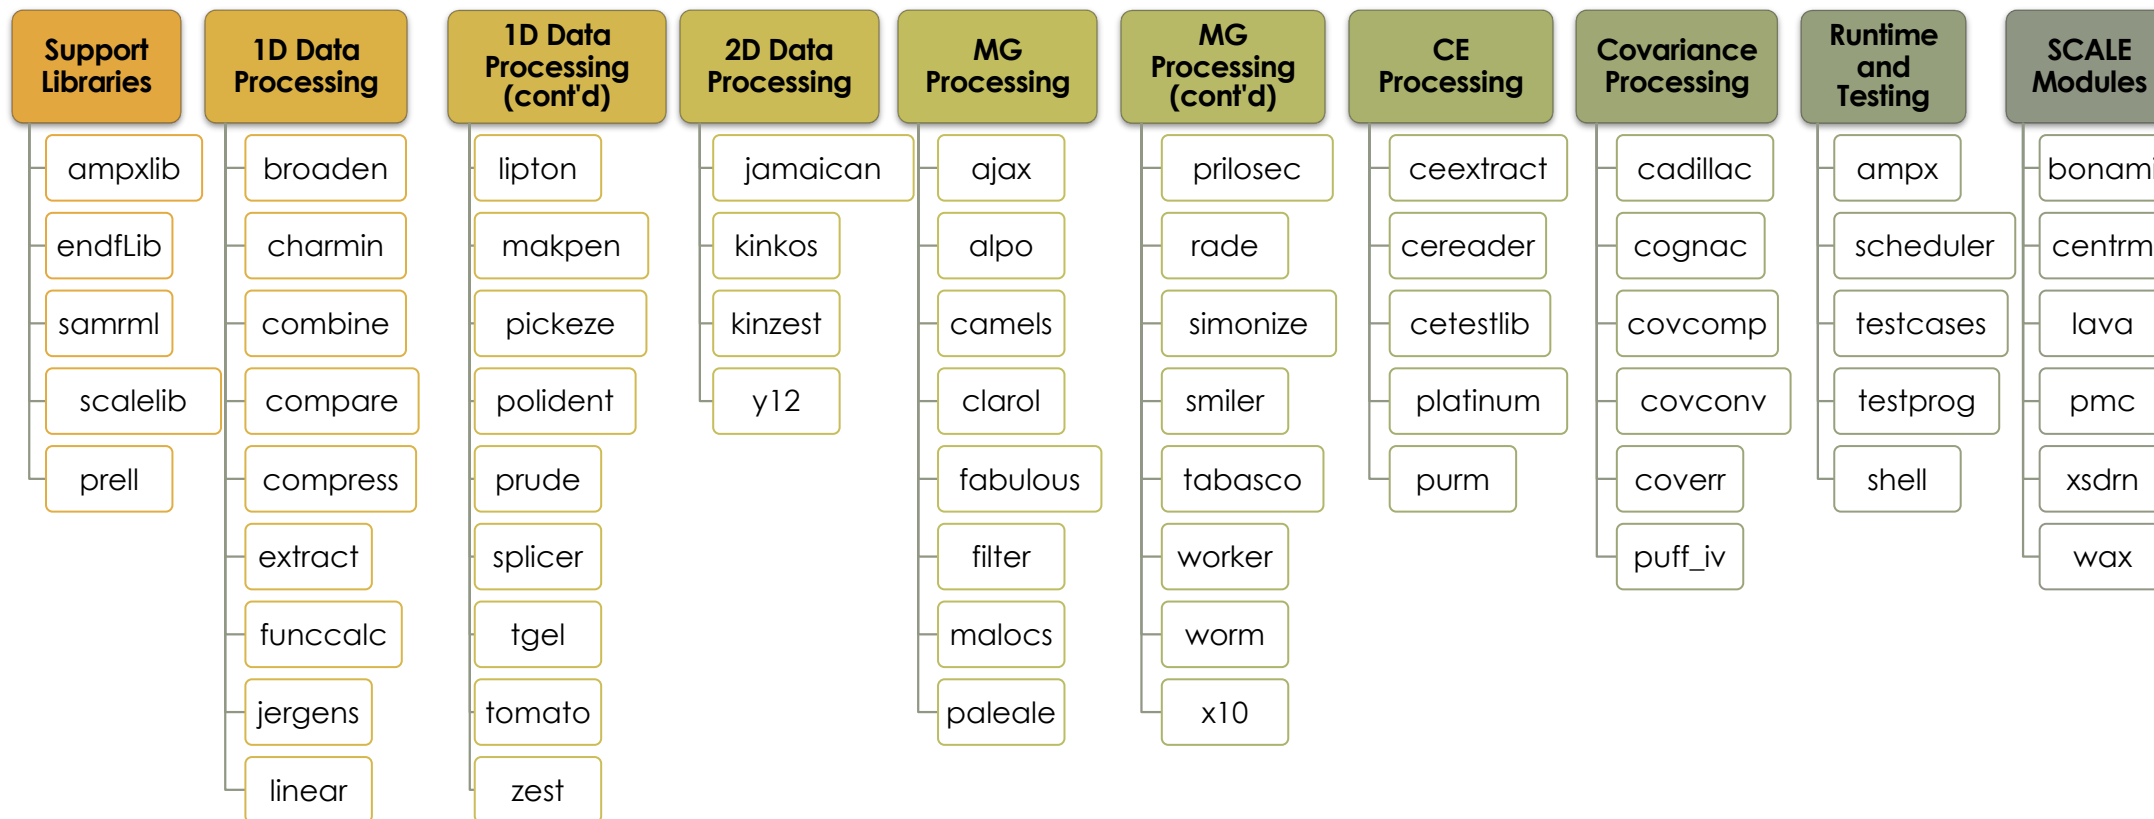 Support
Libraries
ampxlib
endfLib
samrml
scalelib
prell
1D Data
Processing
broaden
charmin
combine
compare
compress
extract
funccalc
jergens
linear
1D Data
Processing
(cont'd)
lipton
makpen
pickeze
polident
prude
splicer
tgel
tomato
zest
2D Data
Processing
jamaican
kinkos
kinzest
y12
MG
Processing
ajax
alpo
camels
clarol
fabulous
filter
malocs
paleale
MG
Processing
(cont'd)
prilosec
rade
simonize
smiler
tabasco
worker
worm
x10
CE
Processing
ceextract
cereader
cetestlib
platinum
purm
Covariance
Processing
cadillac
cognac
covcomp
covconv
coverr
puff_iv
Runtime
and
Testing
ampx
scheduler
testcases
testprog
shell
SCALE
Modules
bonami
centrm
lava
pmc
xsdrn
wax